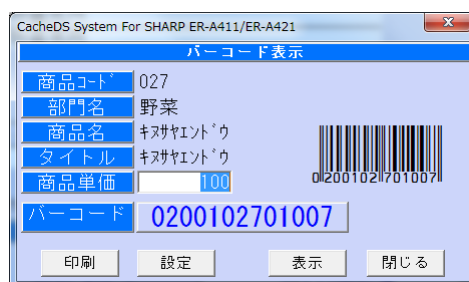 CacheDS System For SHARP ER-A411/ER-A421
バーコード表示
商品ｺｰﾄﾞ 027
部門名 野菜
商品名 ｷﾇｻﾔｴﾝﾄﾞｳ
タイトル ｷﾇｻﾔｴﾝﾄﾞｳ
商品単価 100
0200102701007
バーコード 0200102701007
印刷 設定 表示 閉じる